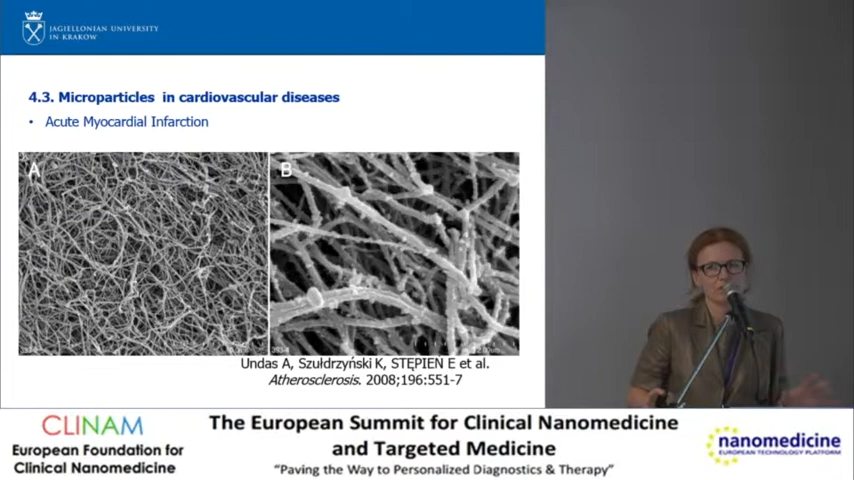 JAGIELLONIAN UNIVERSITY
IN KRAKOW
4.3. Microparticles in cardiovascular diseases
• Acute Myocardial Infarction
A
B
Undas A, Szułdrzyński K, STĘPIEŃ E et al.
Atherosclerosis. 2008;196:551-7
CLINAM
European Foundation for
Clinical Nanomedicine
The European Summit for Clinical Nanomedicine
and Targeted Medicine
“Paving the Way to Personalized Diagnostics & Therapy”
nanomedicine
EUROPEAN TECHNOLOGY PLATFORM